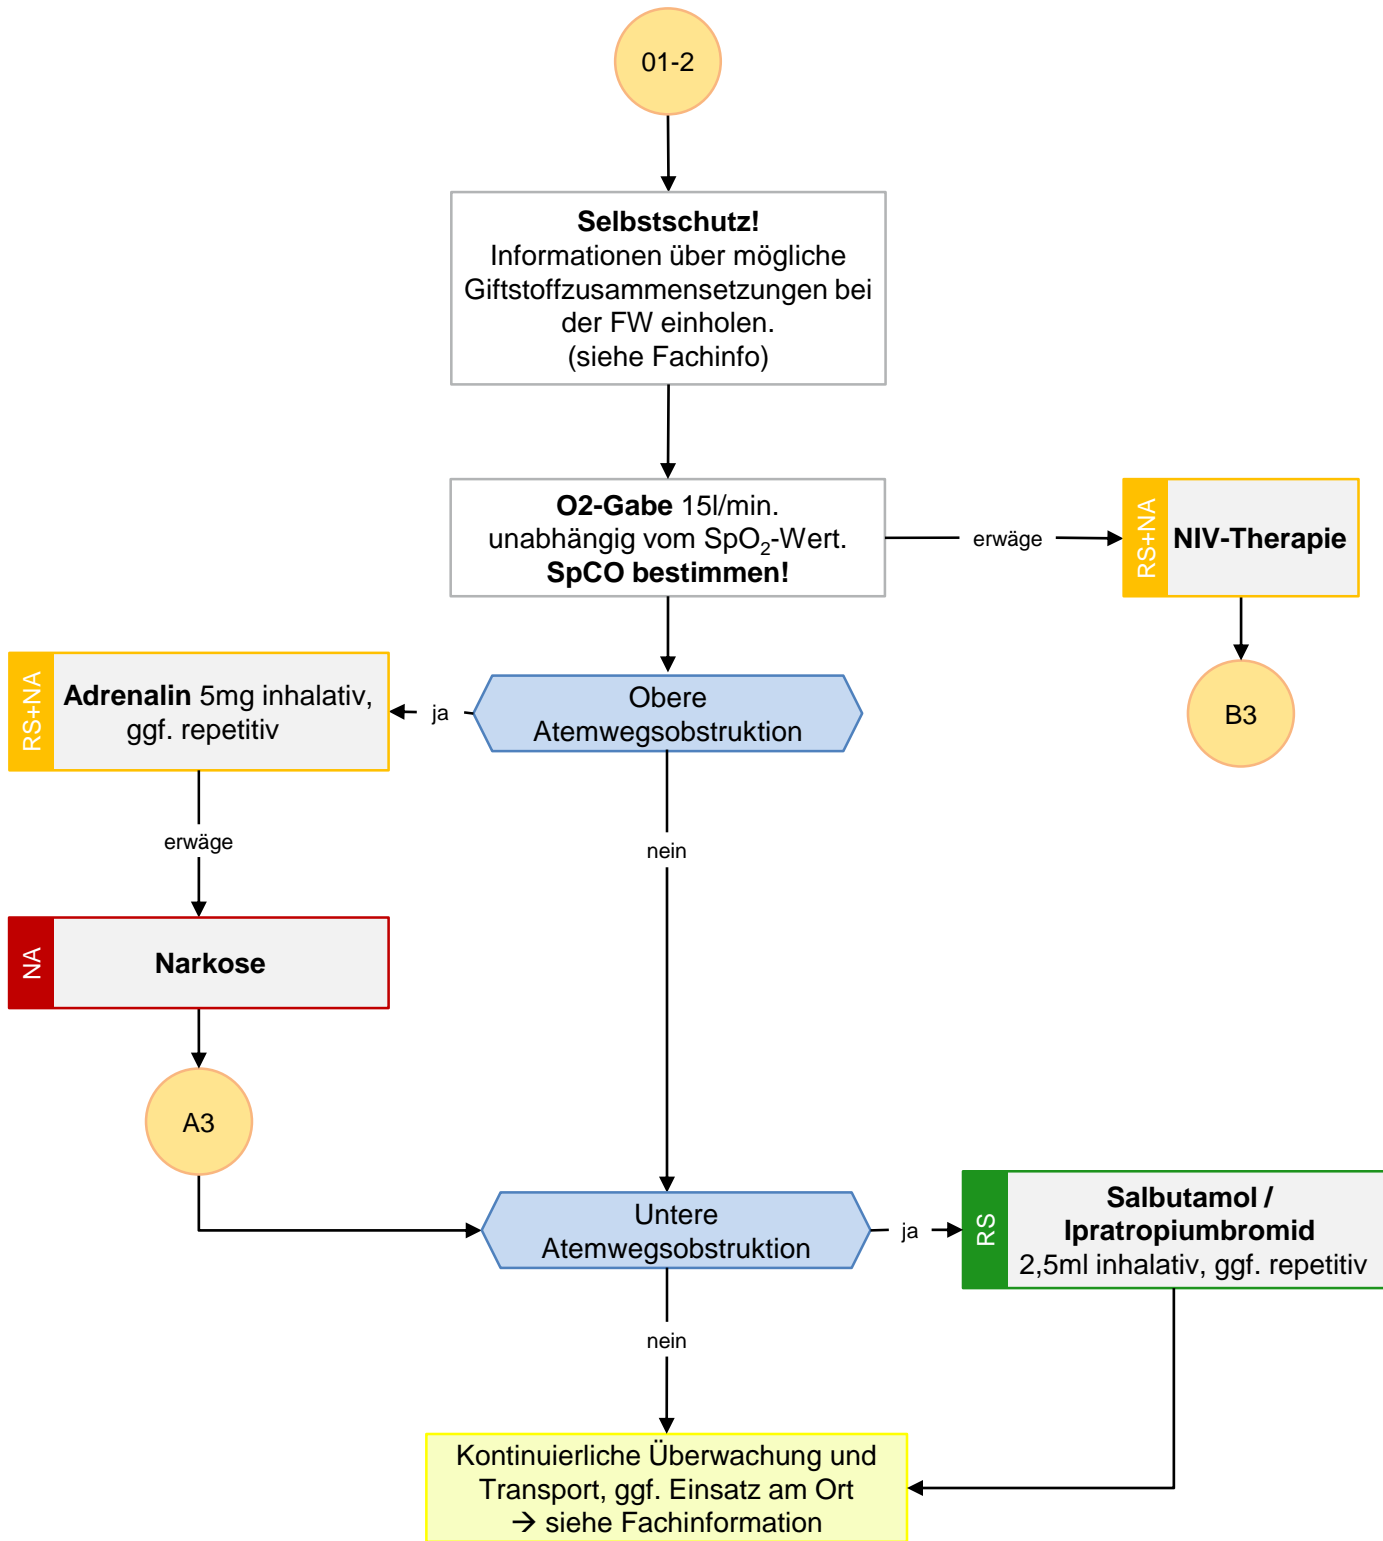 01-2
Selbstschutz!
Informationen über mögliche
Giftstoffzusammensetzungen bei
der FW einholen.
(siehe Fachinfo)
O2-Gabe 15l/min.
unabhängig vom SpO₂-Wert.
SpCO bestimmen!
erwäge
RS+NA
NIV-Therapie
B3
Obere
Atemwegsobstruktion
ja
RS+NA
Adrenalin 5mg inhalativ,
ggf. repetitiv
erwäge
nein
NA
Narkose
A3
Untere
Atemwegsobstruktion
ja
RS
Salbutamol /
Ipratropiumbromid
2,5ml inhalativ, ggf. repetitiv
nein
Kontinuierliche Überwachung und
Transport, ggf. Einsatz am Ort
→ siehe Fachinformation